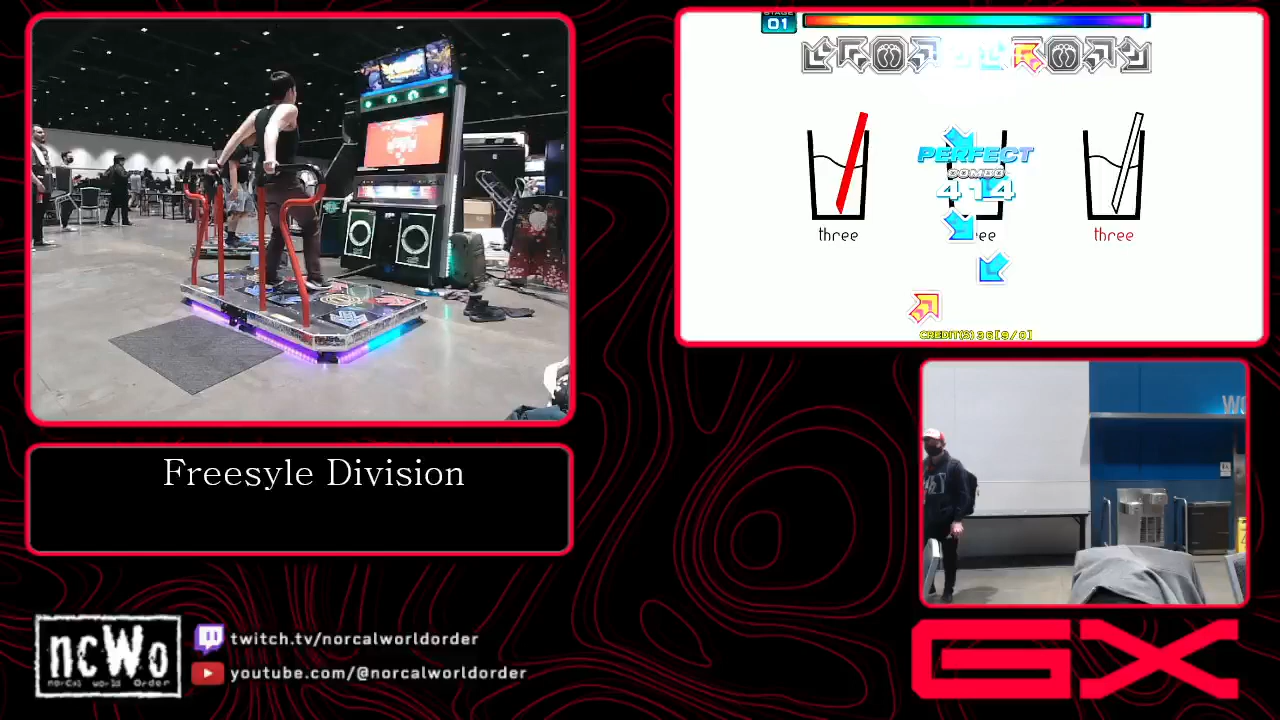 STAGE
01
PERFECT
COMBO
414
three
ee
three
CREDIT(S) 36[9/0]
Freesyle Division
WO
ncWo
norcal world Order
twitch.tv/norcalworldorder
youtube.com/@norcalworldorder
GX